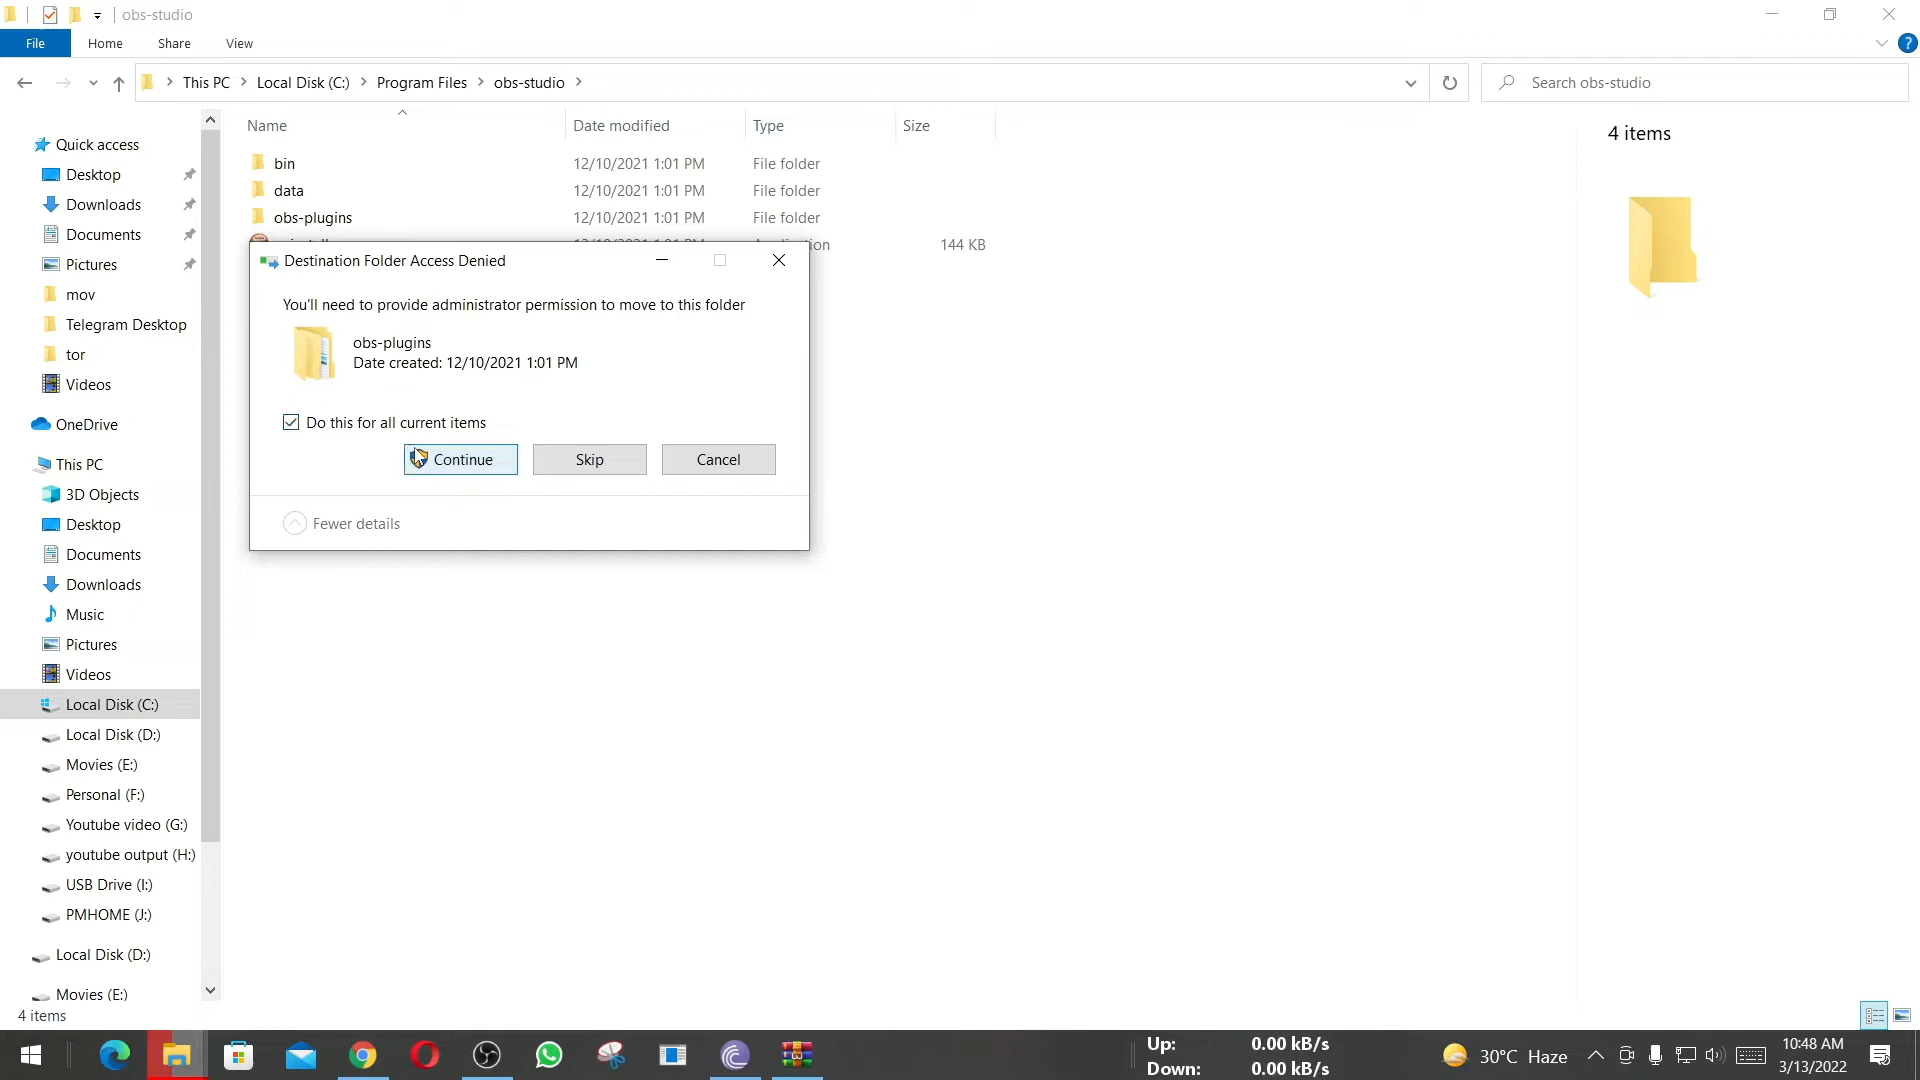 obs-studio
File Home Share View
This PC Local Disk (C:) Program Files obs-studio
Search obs-studio
Name Date modified Type Size
bin 12/10/2021 1:01 PM File folder
data 12/10/2021 1:01 PM File folder
obs-plugins 12/10/2021 1:01 PM File folder
144 KB
4 items
Destination Folder Access Denied
You'll need to provide administrator permission to move to this folder
obs-plugins
Date created: 12/10/2021 1:01 PM
Do this for all current items
Continue Skip Cancel
Fewer details
Quick access
Desktop
Downloads
Documents
Pictures
mov
Telegram Desktop
tor
Videos
OneDrive
This PC
3D Objects
Desktop
Documents
Downloads
Music
Pictures
Videos
Local Disk (C:)
Local Disk (D:)
Movies (E:)
Personal (F:)
Youtube video (G:)
youtube output (H:)
USB Drive (I:)
PMHOME (J:)
Local Disk (D:)
Movies (E:)
4 items
Up: 0.00 kB/s
Down: 0.00 kB/s
30°C Haze
10:48 AM
3/13/2022